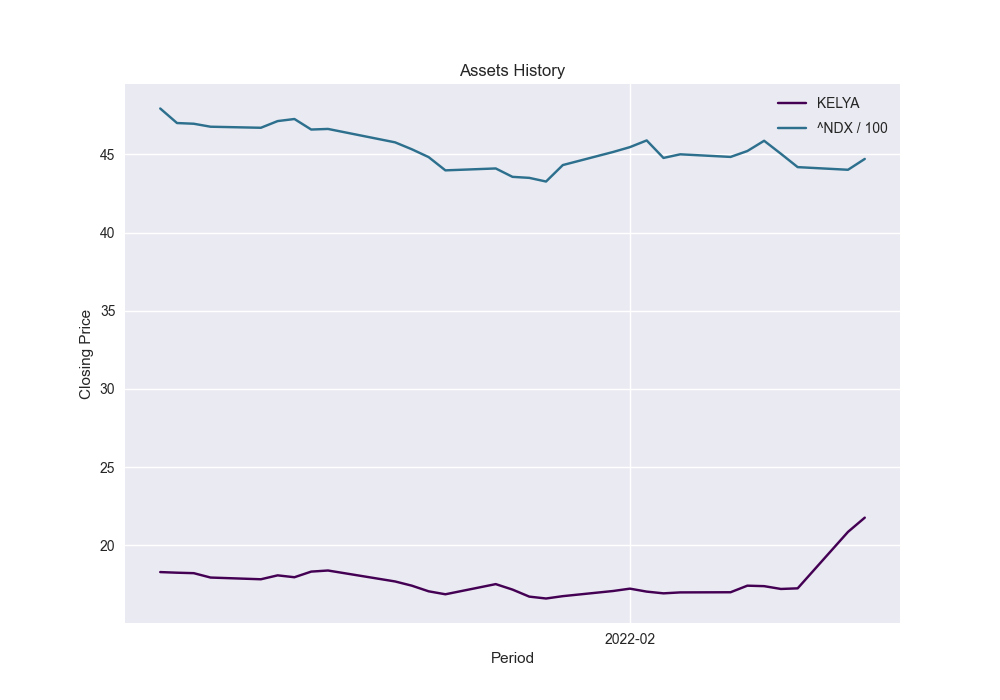 Assets History
KELYA
^NDX / 100
45
40
35
30
25
20
Closing Price
2022-02
Period